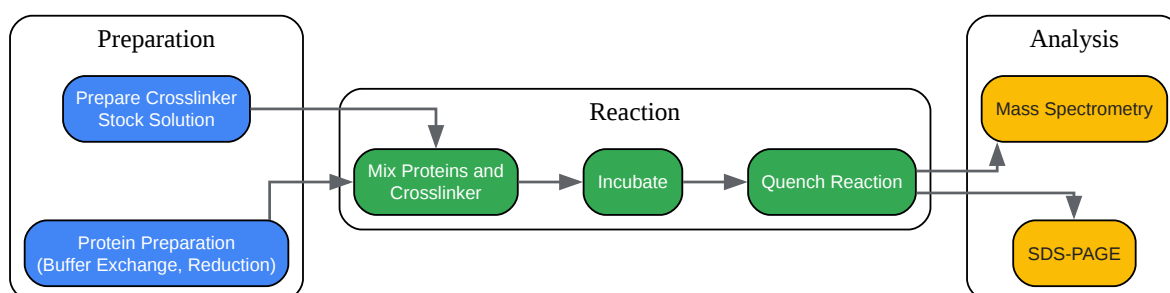 Preparation
Prepare Crosslinker
Stock Solution
Protein Preparation
(Buffer Exchange, Reduction)
Reaction
Mix Proteins and
Crosslinker
Incubate
Quench Reaction
Analysis
Mass Spectrometry
SDS-PAGE